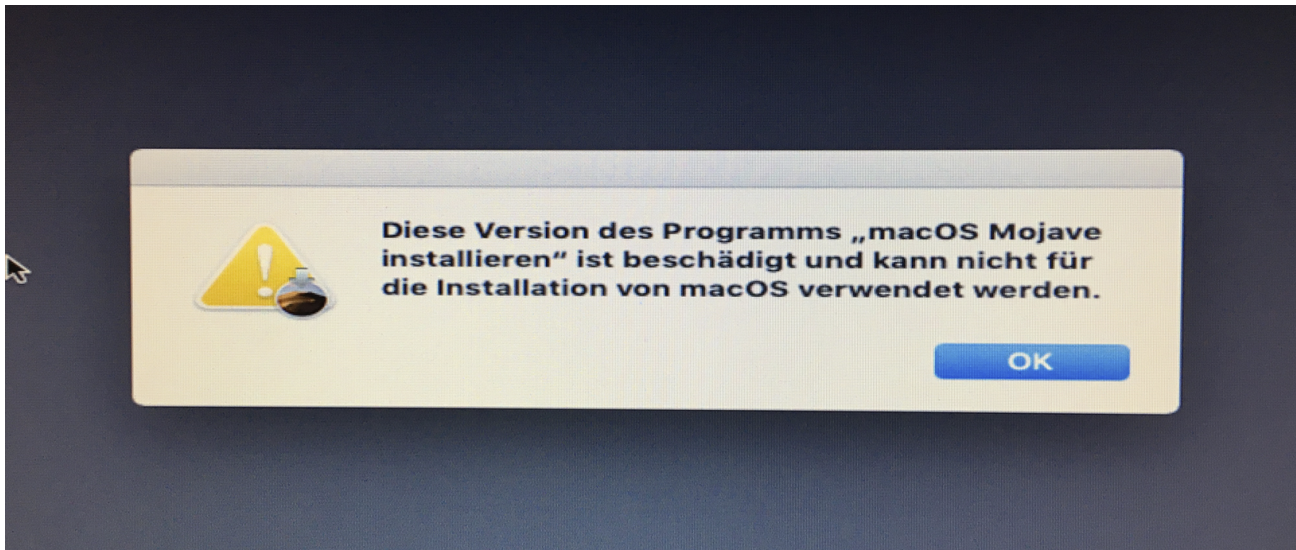 Diese Version des Programms „macOS Mojave
installieren“ ist beschädigt und kann nicht für
die Installation von macOS verwendet werden.
OK